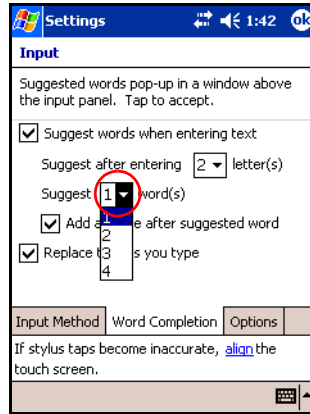 Settings 1:42 ok
Input
Suggested words pop-up in a window above
the input panel. Tap to accept.
Suggest words when entering text
Suggest after entering 2 letter(s)
Suggest 1 word(s)
1
Add a e after suggested word
2
Replace t s you type
3
4
Input Method Word Completion Options
If stylus taps become inaccurate, align the
touch screen.